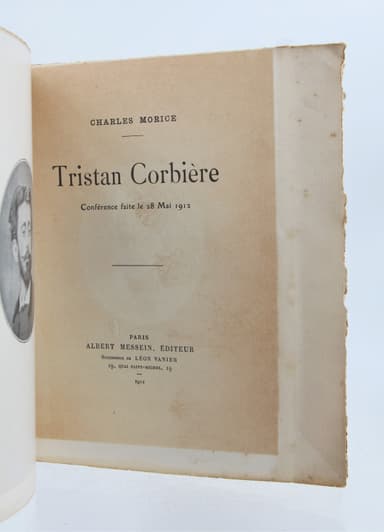 CHARLES MORICE
Tristan Corbière
Conférence faite le 28 Mai 1912
PARIS
ALBERT MESSEIN, ÉDITEUR
Successeur de LÉON VANIER
19, QUAI SAINT-MICHEL, 19
1912